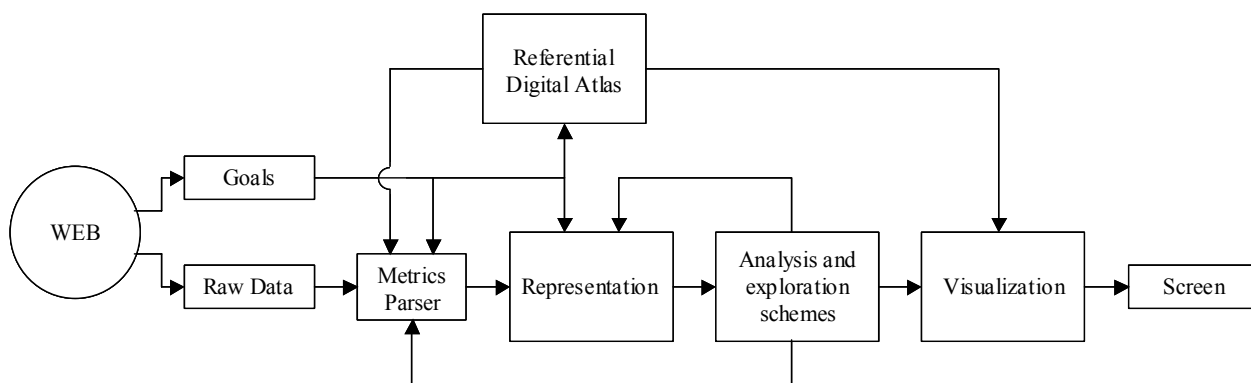 Referential
Digital Atlas
Goals
WEB
Raw Data
Metrics
Parser
Representation
Analysis and
exploration
schemes
Visualization
Screen